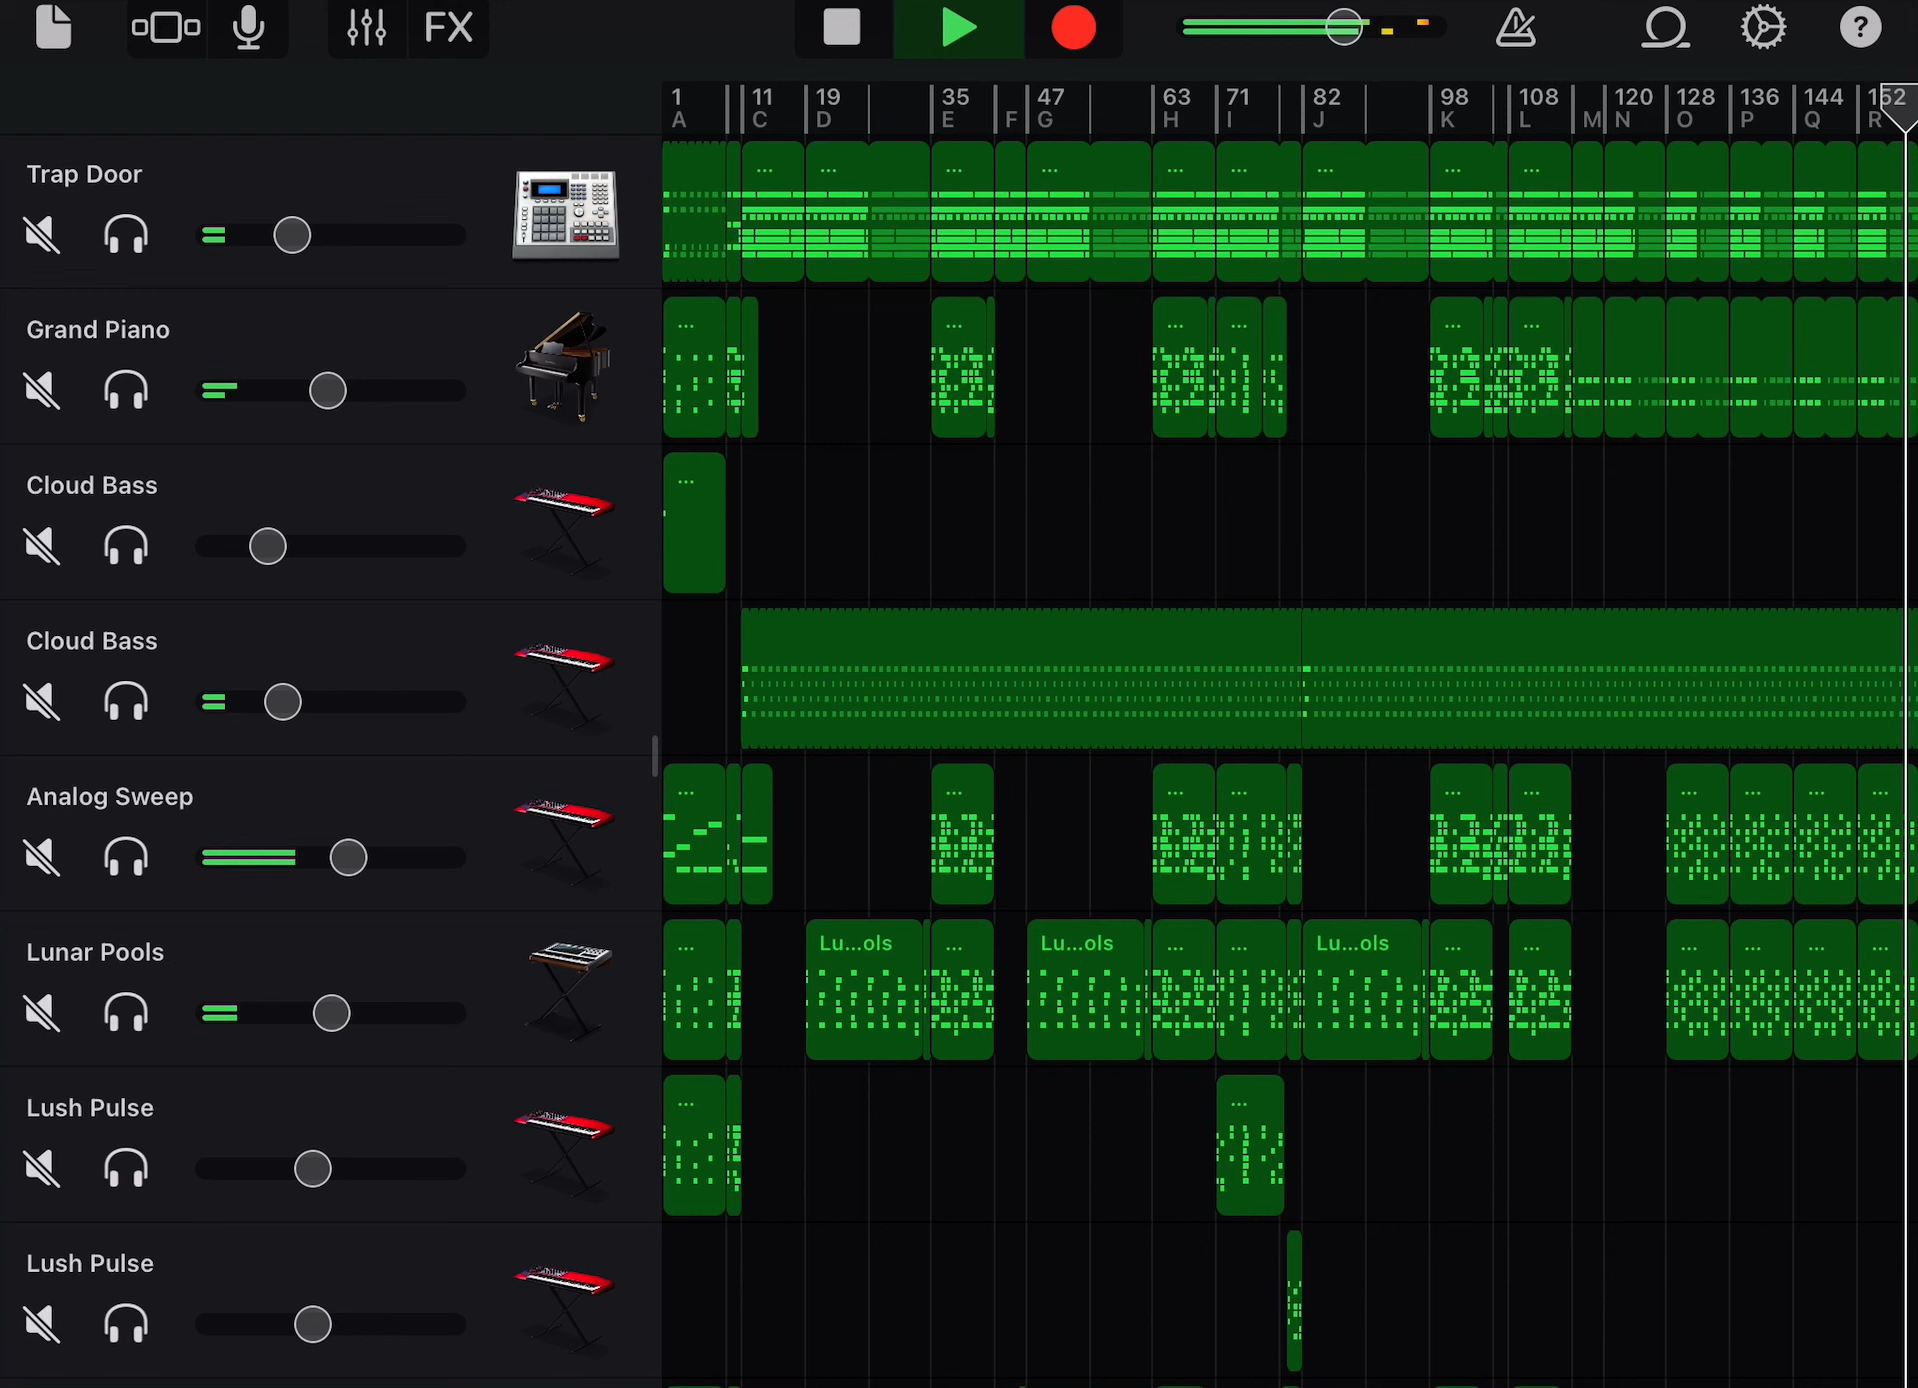 FX
1 11 19 35 47 63 71 82 98 108 120 128 136 144 152
A C D E F G H I J K L M N O P Q R
Trap Door
... ... ... ... ... ... ... ... ...
Grand Piano
... ... ... ... ... ...
Cloud Bass
...
Cloud Bass
Analog Sweep
... ... ... ... ... ... ... ... ... ...
Lunar Pools
... Lu...ols ... Lu...ols ... ... Lu...ols ... ... ... ... ... ...
Lush Pulse
... ...
Lush Pulse